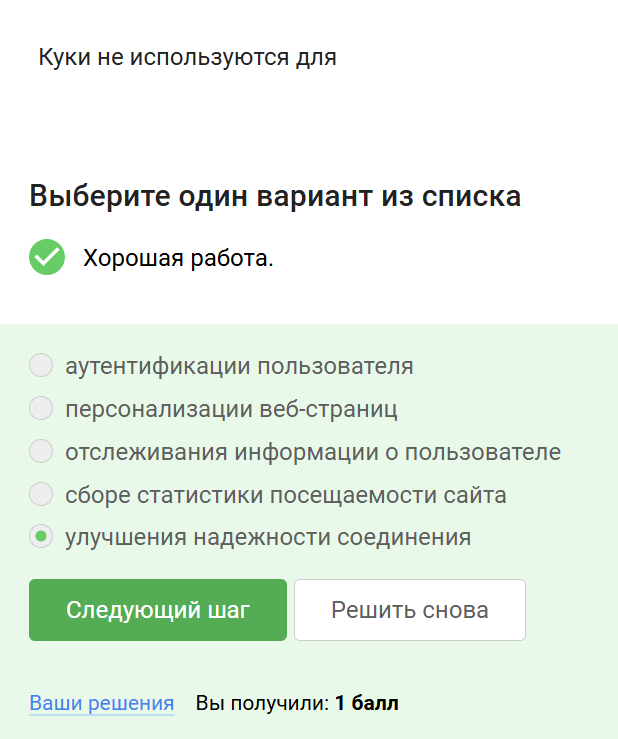 Куки не используются для
Выберите один вариант из списка
Хорошая работа.
аутентификации пользователя
персонализации веб-страниц
отслеживания информации о пользователе
сборе статистики посещаемости сайта
улучшения надежности соединения
Следующий шаг
Решить снова
Ваши решения Вы получили: 1 балл